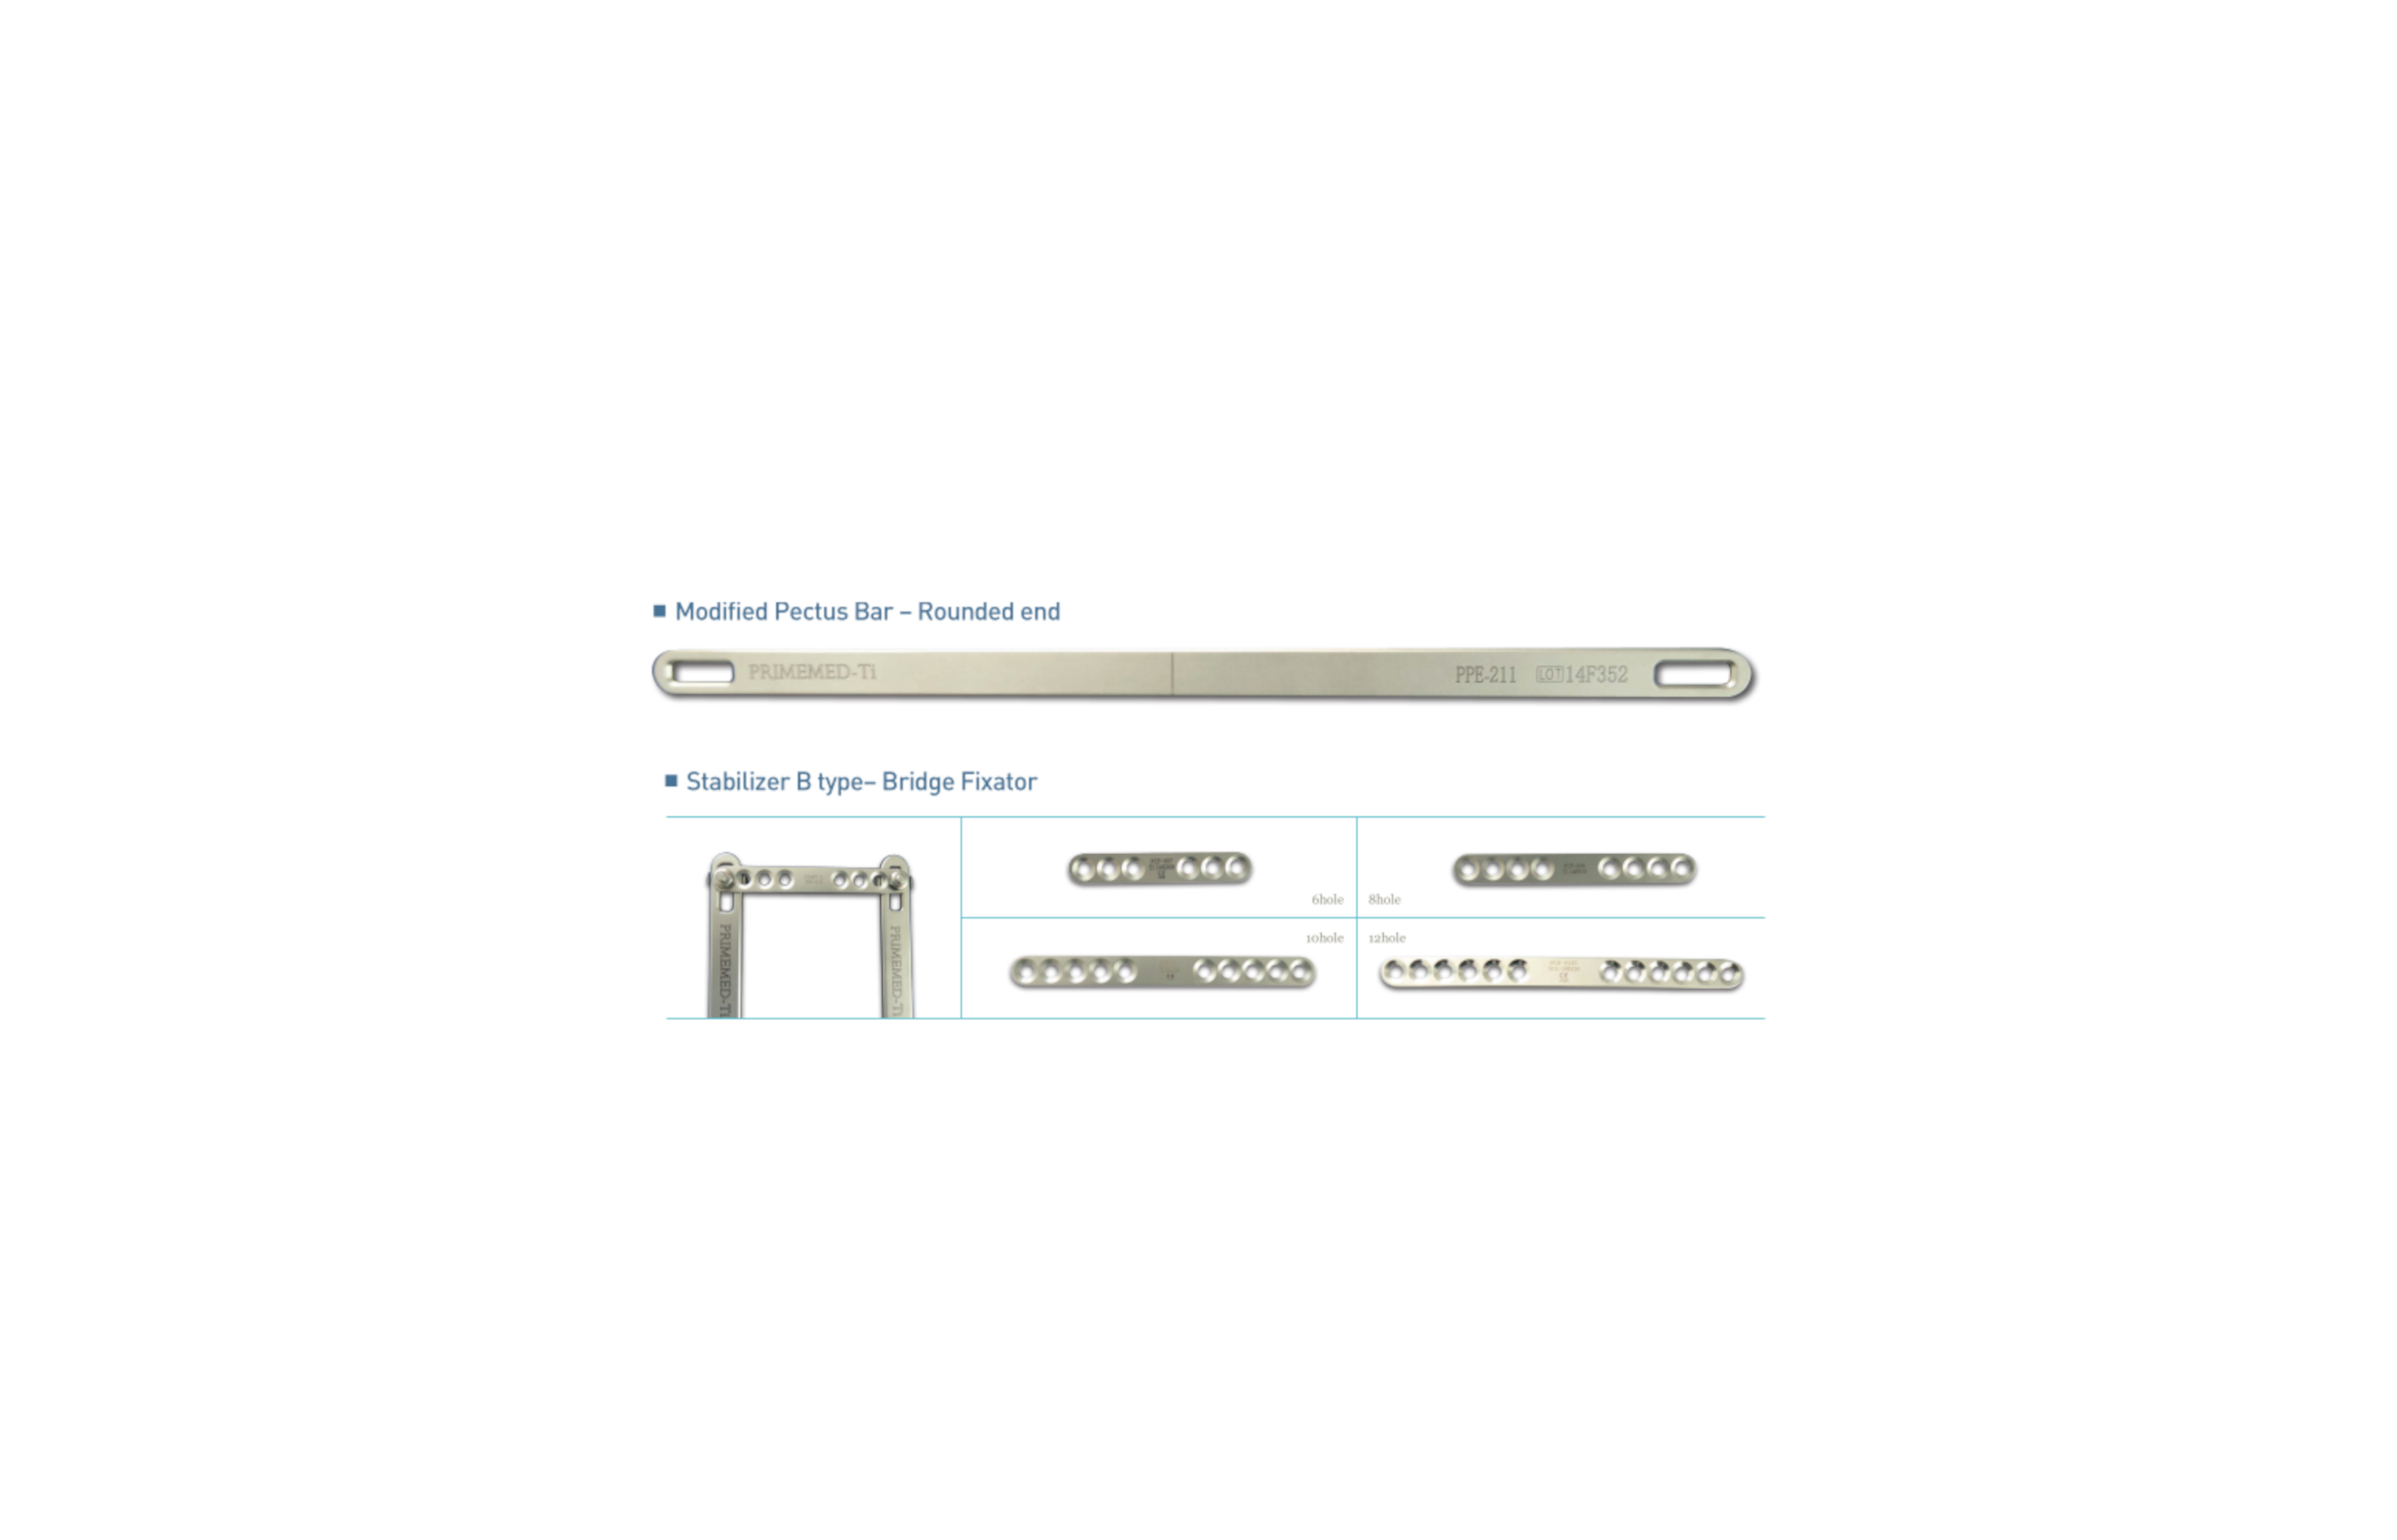 Modified Pectus Bar – Rounded end
PRIMEMED-Ti
PPE-211 LOT 14F352
Stabilizer B type– Bridge Fixator
PRIMEMED-Ti
PRIMEMED-Ti
6hole
8hole
10hole
12hole
CE